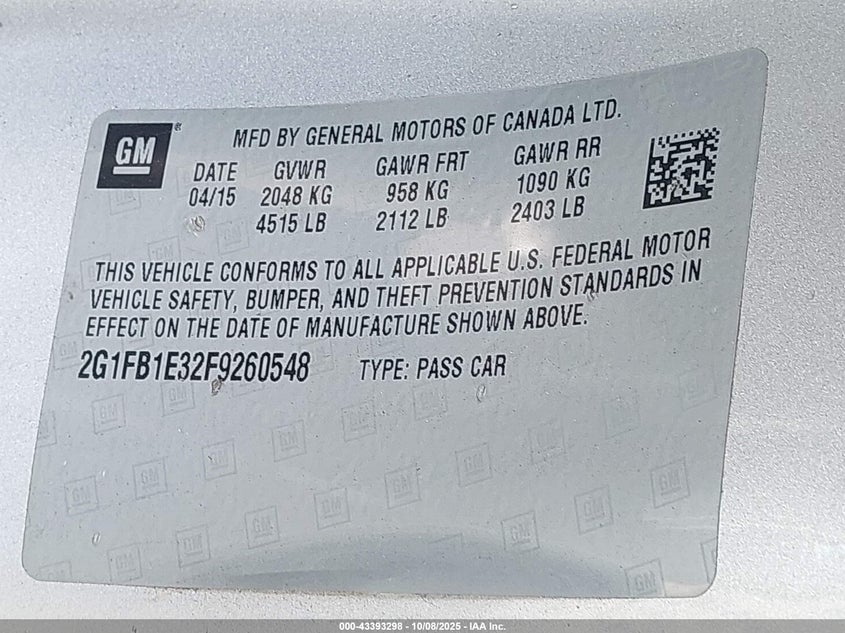 GM
MFD BY GENERAL MOTORS OF CANADA LTD.
DATE GVWR GAWR FRT GAWR RR
04/15 2048 KG 958 KG 1090 KG
4515 LB 2112 LB 2403 LB
THIS VEHICLE CONFORMS TO ALL APPLICABLE U.S. FEDERAL MOTOR
VEHICLE SAFETY, BUMPER, AND THEFT PREVENTION STANDARDS IN
EFFECT ON THE DATE OF MANUFACTURE SHOWN ABOVE.
2G1FB1E32F9260548 TYPE: PASS CAR
000-43393298 - 10/08/2025 - IAA Inc.